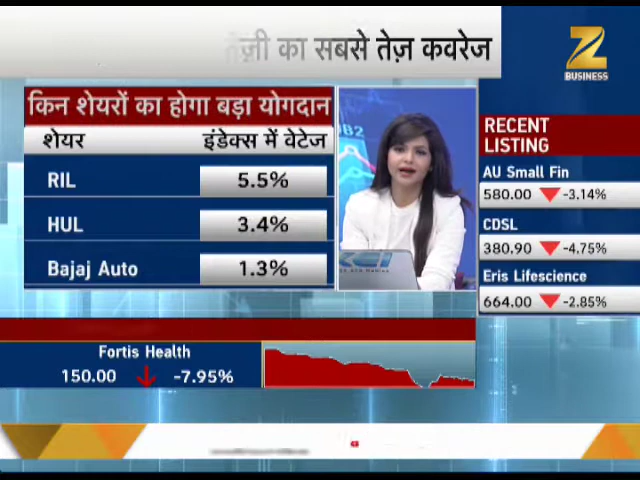 का सबसे तेज़ कवरेज
Z
BUSINESS
किन शेयरों का होगा बड़ा योगदान
शेयर इंडेक्स में वेटेज
RIL 5.5%
HUL 3.4%
Bajaj Auto 1.3%
RECENT
LISTING
AU Small Fin
580.00 -3.14%
CDSL
380.90 -4.75%
Eris Lifescience
664.00 -2.85%
Fortis Health
150.00 -7.95%